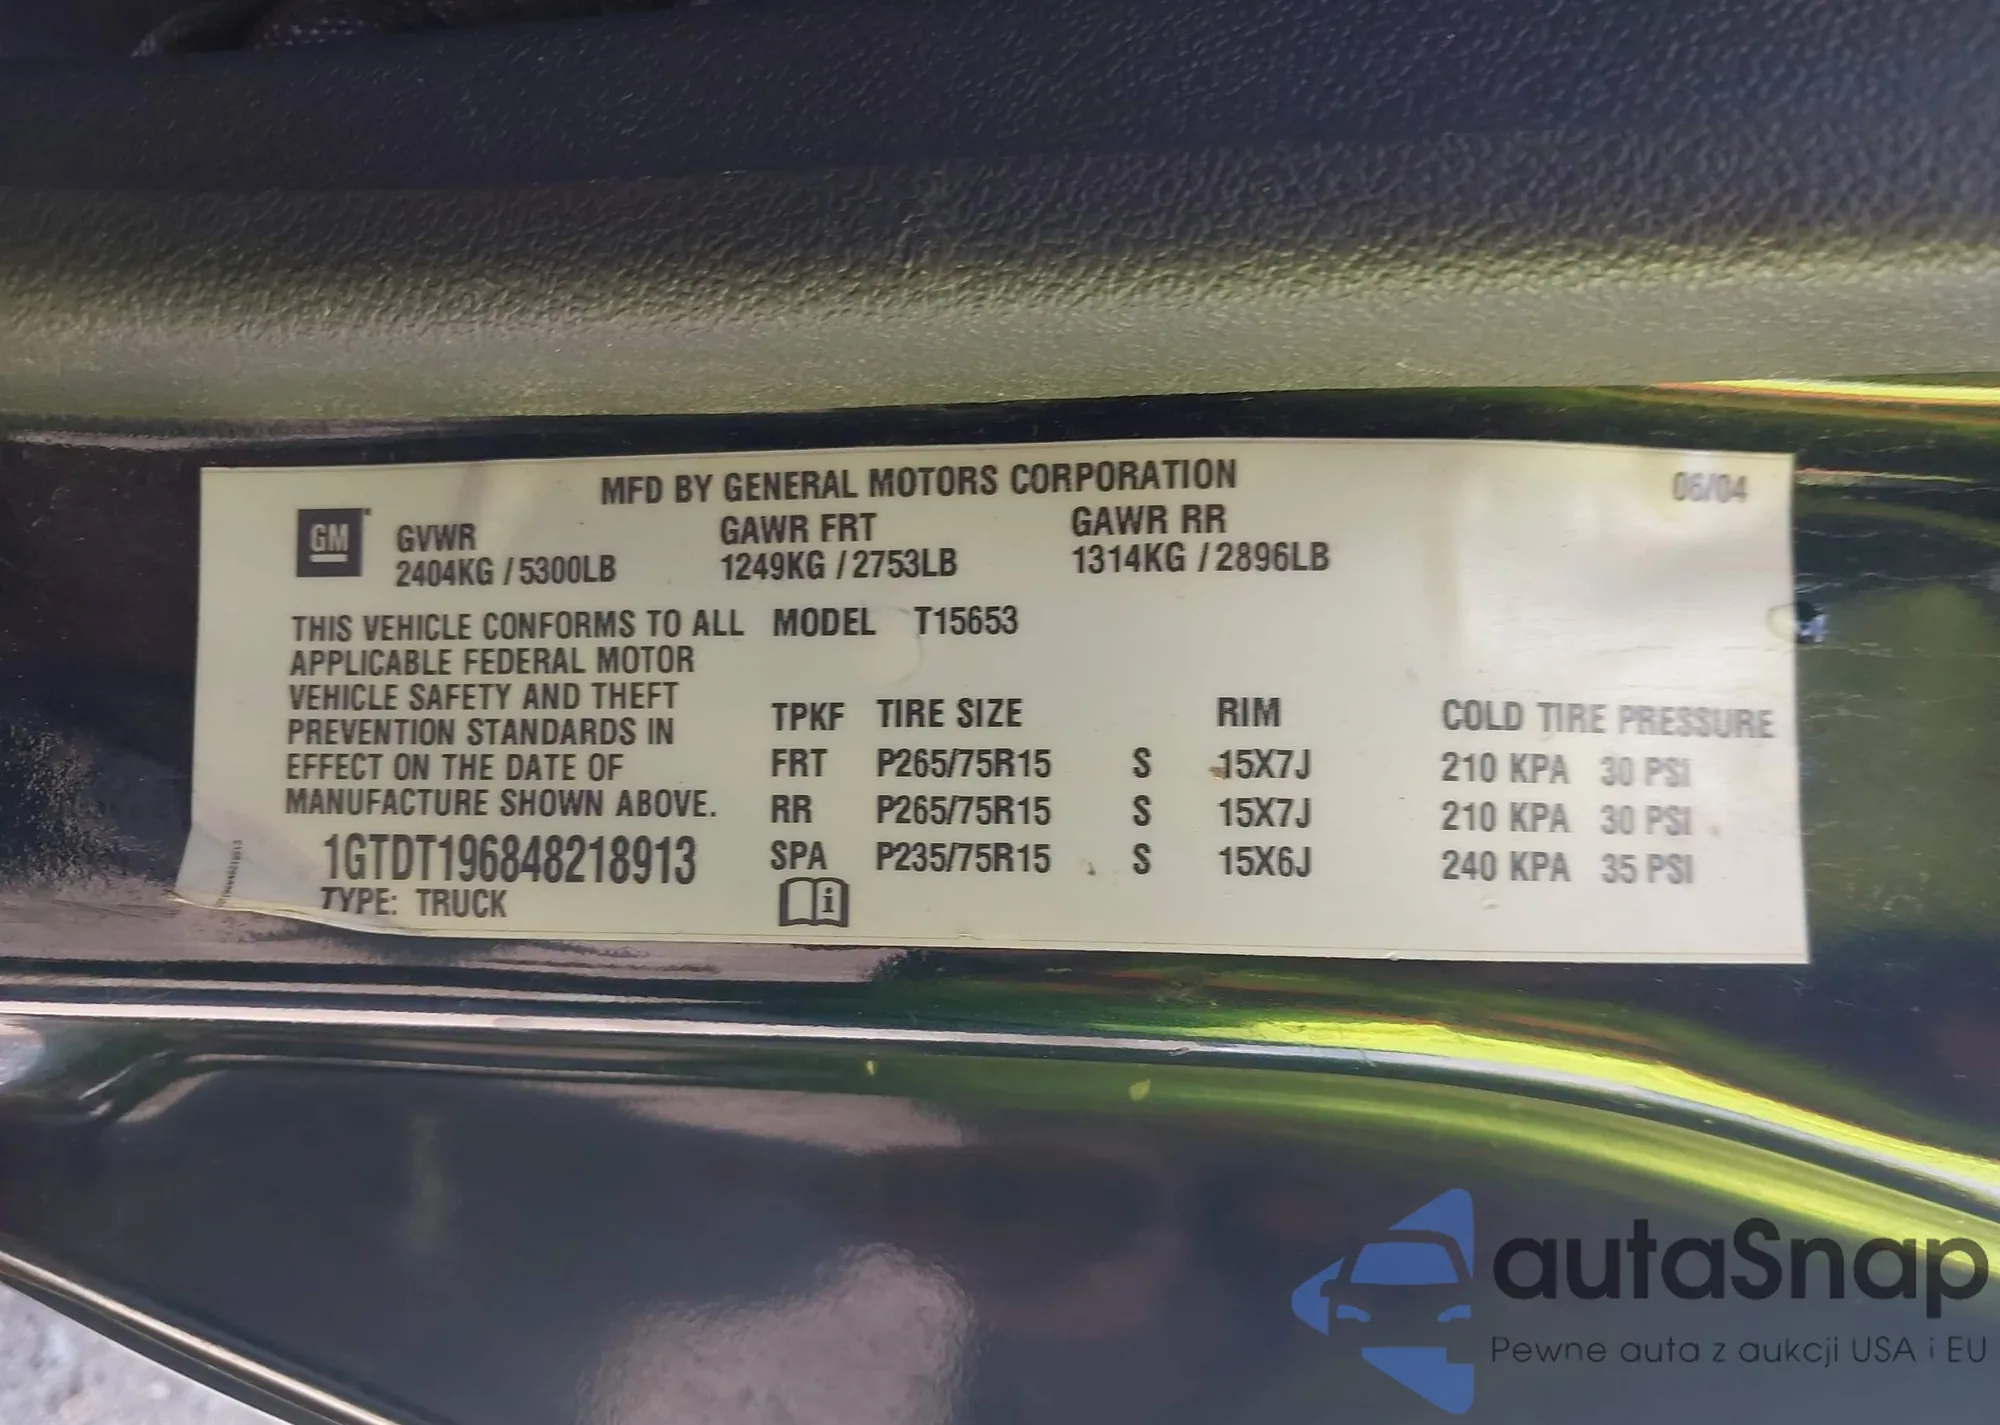 MFD BY GENERAL MOTORS CORPORATION 06/04
GM GVWR GAWR FRT GAWR RR
2404KG / 5300LB 1249KG / 2753LB 1314KG / 2896LB
THIS VEHICLE CONFORMS TO ALL MODEL T15653
APPLICABLE FEDERAL MOTOR
VEHICLE SAFETY AND THEFT
PREVENTION STANDARDS IN
EFFECT ON THE DATE OF
MANUFACTURE SHOWN ABOVE.
1GTDT196848218913
TYPE: TRUCK
TPKF TIRE SIZE RIM COLD TIRE PRESSURE
FRT P265/75R15 S 15X7J 210 KPA 30 PSI
RR P265/75R15 S 15X7J 210 KPA 30 PSI
SPA P235/75R15 S 15X6J 240 KPA 35 PSI
autaSnap
Pewne auta z aukcji USA i EU